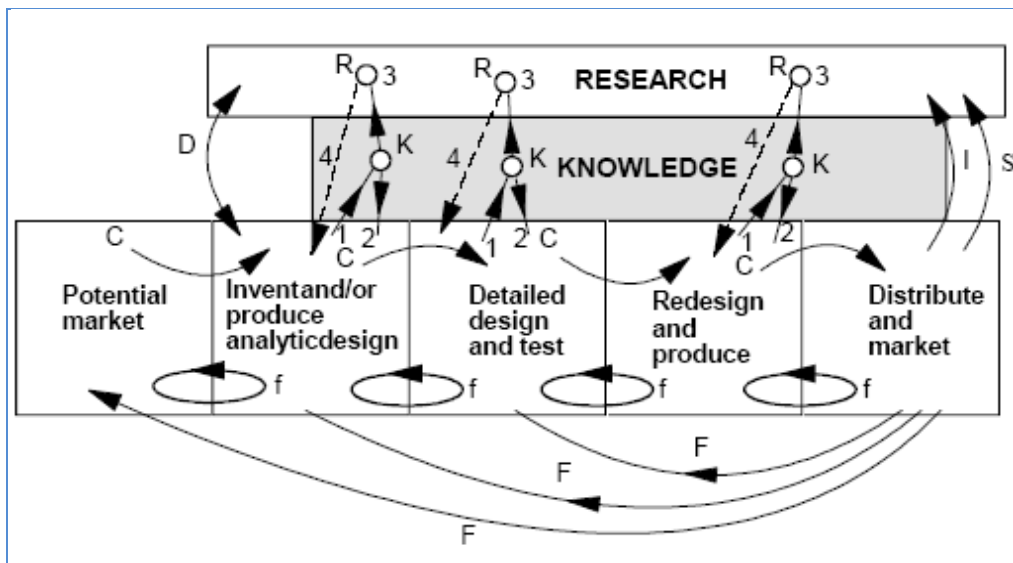 R 3 R 3 RESEARCH R 3
D 4 K 4 K KNOWLEDGE 4 K I S
C 1 2 C 1 2 C 1 2 C
Potential
market
Inventand/or
produce
analyticdesign
Detailed
design
and test
Redesign
and
produce
Distribute
and
market
f f f f
F
F
F